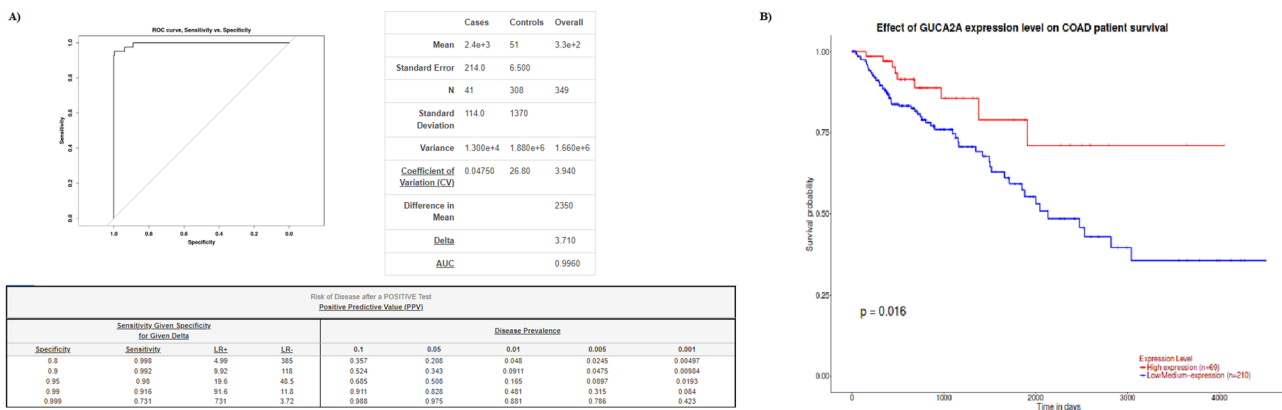 A)
ROC curve, Sensitivity vs. Specificity
Sensitivity
1.0
0.8
0.6
0.4
0.2
0.0
1.0 0.8 0.6 0.4 0.2 0.0
Specificity
Cases Controls Overall
Mean 2.4e+3 51 3.3e+2
Standard Error 214.0 6.500
N 41 308 349
Standard
Deviation 114.0 1370
Variance 1.300e+4 1.880e+6 1.660e+6
Coefficient of
Variation (CV) 0.04750 26.80 3.940
Difference in
Mean 2350
Delta 3.710
AUC 0.9960
Risk of Disease after a POSITIVE Test
Positive Predictive Value (PPV)
Sensitivity Given Specificity
for Given Delta
Disease Prevalence
Specificity Sensitivity LR+ LR- 0.1 0.05 0.01 0.005 0.001
0.8 0.998 4.99 385 0.357 0.208 0.048 0.0245 0.00497
0.9 0.992 9.92 118 0.524 0.343 0.0911 0.0475 0.00984
0.95 0.98 19.6 48.5 0.685 0.508 0.165 0.0897 0.0193
0.99 0.916 91.6 11.8 0.911 0.828 0.481 0.315 0.084
0.999 0.731 731 3.72 0.988 0.975 0.881 0.786 0.423
B)
Effect of GUCA2A expression level on COAD patient survival
Survival probability
1.00
0.75
0.50
0.25
0.00
p = 0.016
Expression Level
High expression (n=69)
Low/Medium-expression (n=210)
0 1000 2000 3000 4000
Time in days